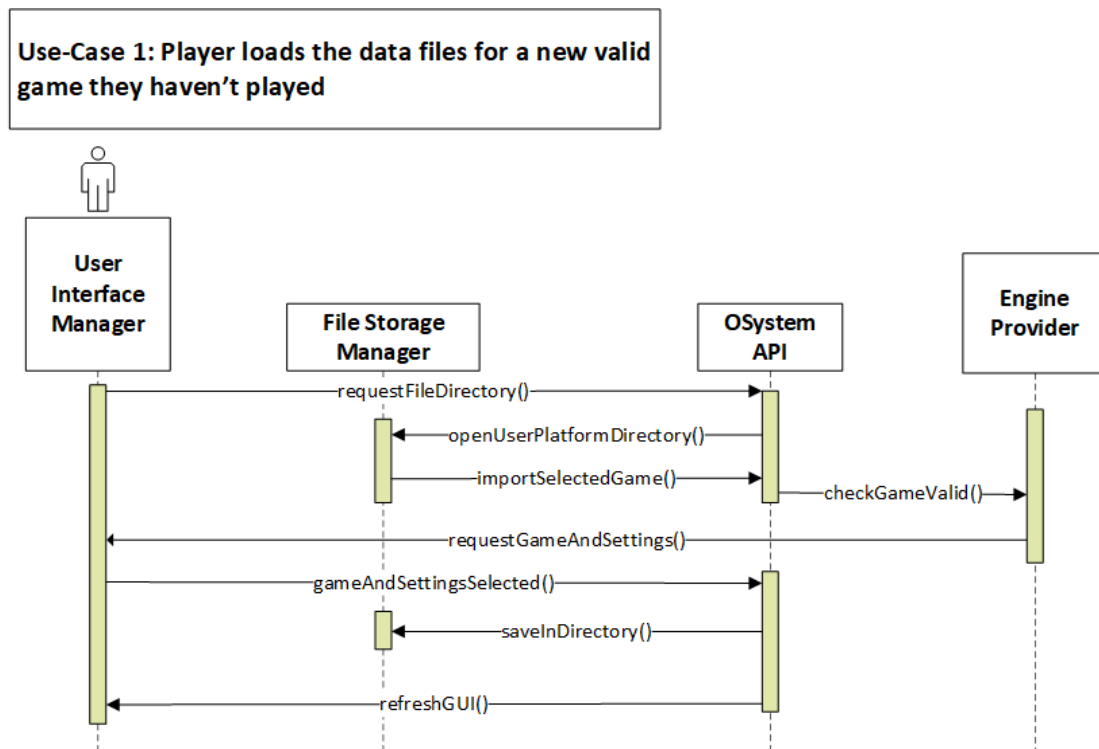 Use-Case 1: Player loads the data files for a new valid
game they haven’t played
User
Interface
Manager
File Storage
Manager
OSystem
API
Engine
Provider
requestFileDirectory()
openUserPlatformDirectory()
importSelectedGame()
checkGameValid()
requestGameAndSettings()
gameAndSettingsSelected()
saveInDirectory()
refreshGUI()